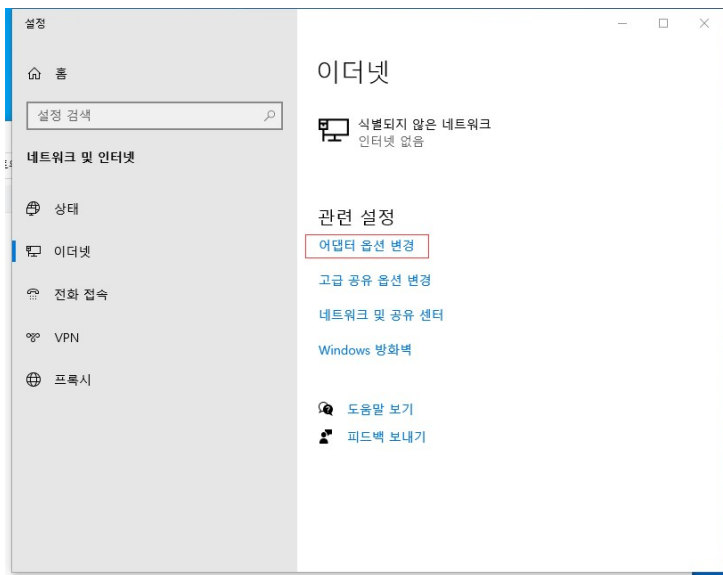 설정
홈
설정 검색
네트워크 및 인터넷
상태
이더넷
전화 접속
VPN
프록시
이더넷
식별되지 않은 네트워크
인터넷 없음
관련 설정
어댑터 옵션 변경
고급 공유 옵션 변경
네트워크 및 공유 센터
Windows 방화벽
도움말 보기
피드백 보내기